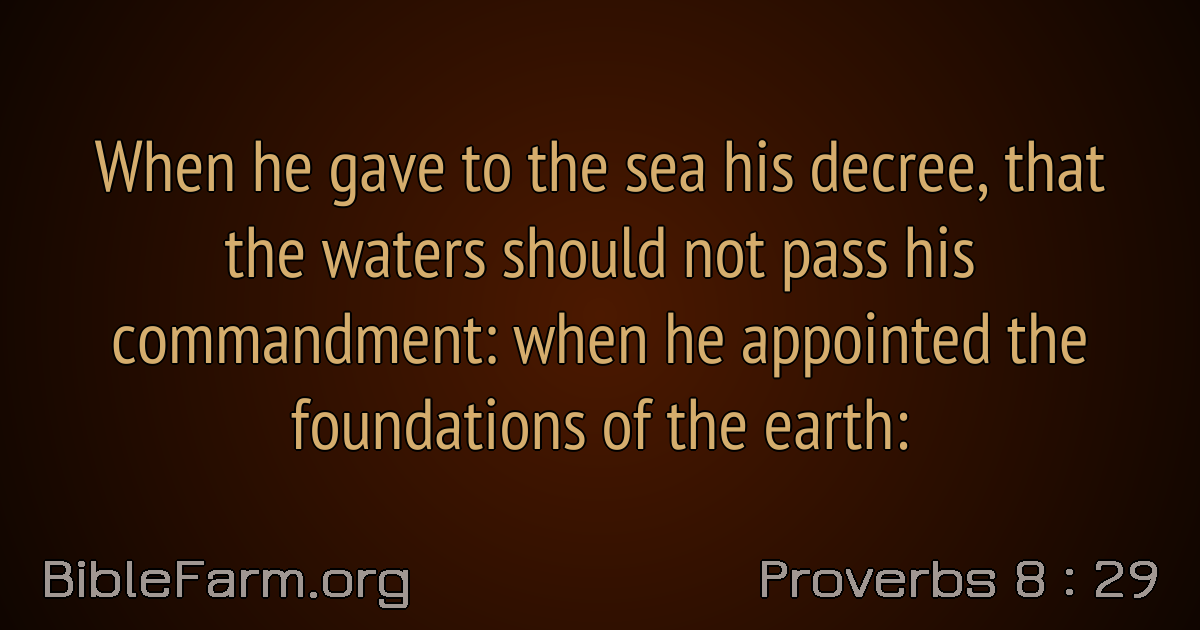 When he gave to the sea his decree, that
the waters should not pass his
commandment: when he appointed the
foundations of the earth:
BibleFarm.org
Proverbs 8 : 29